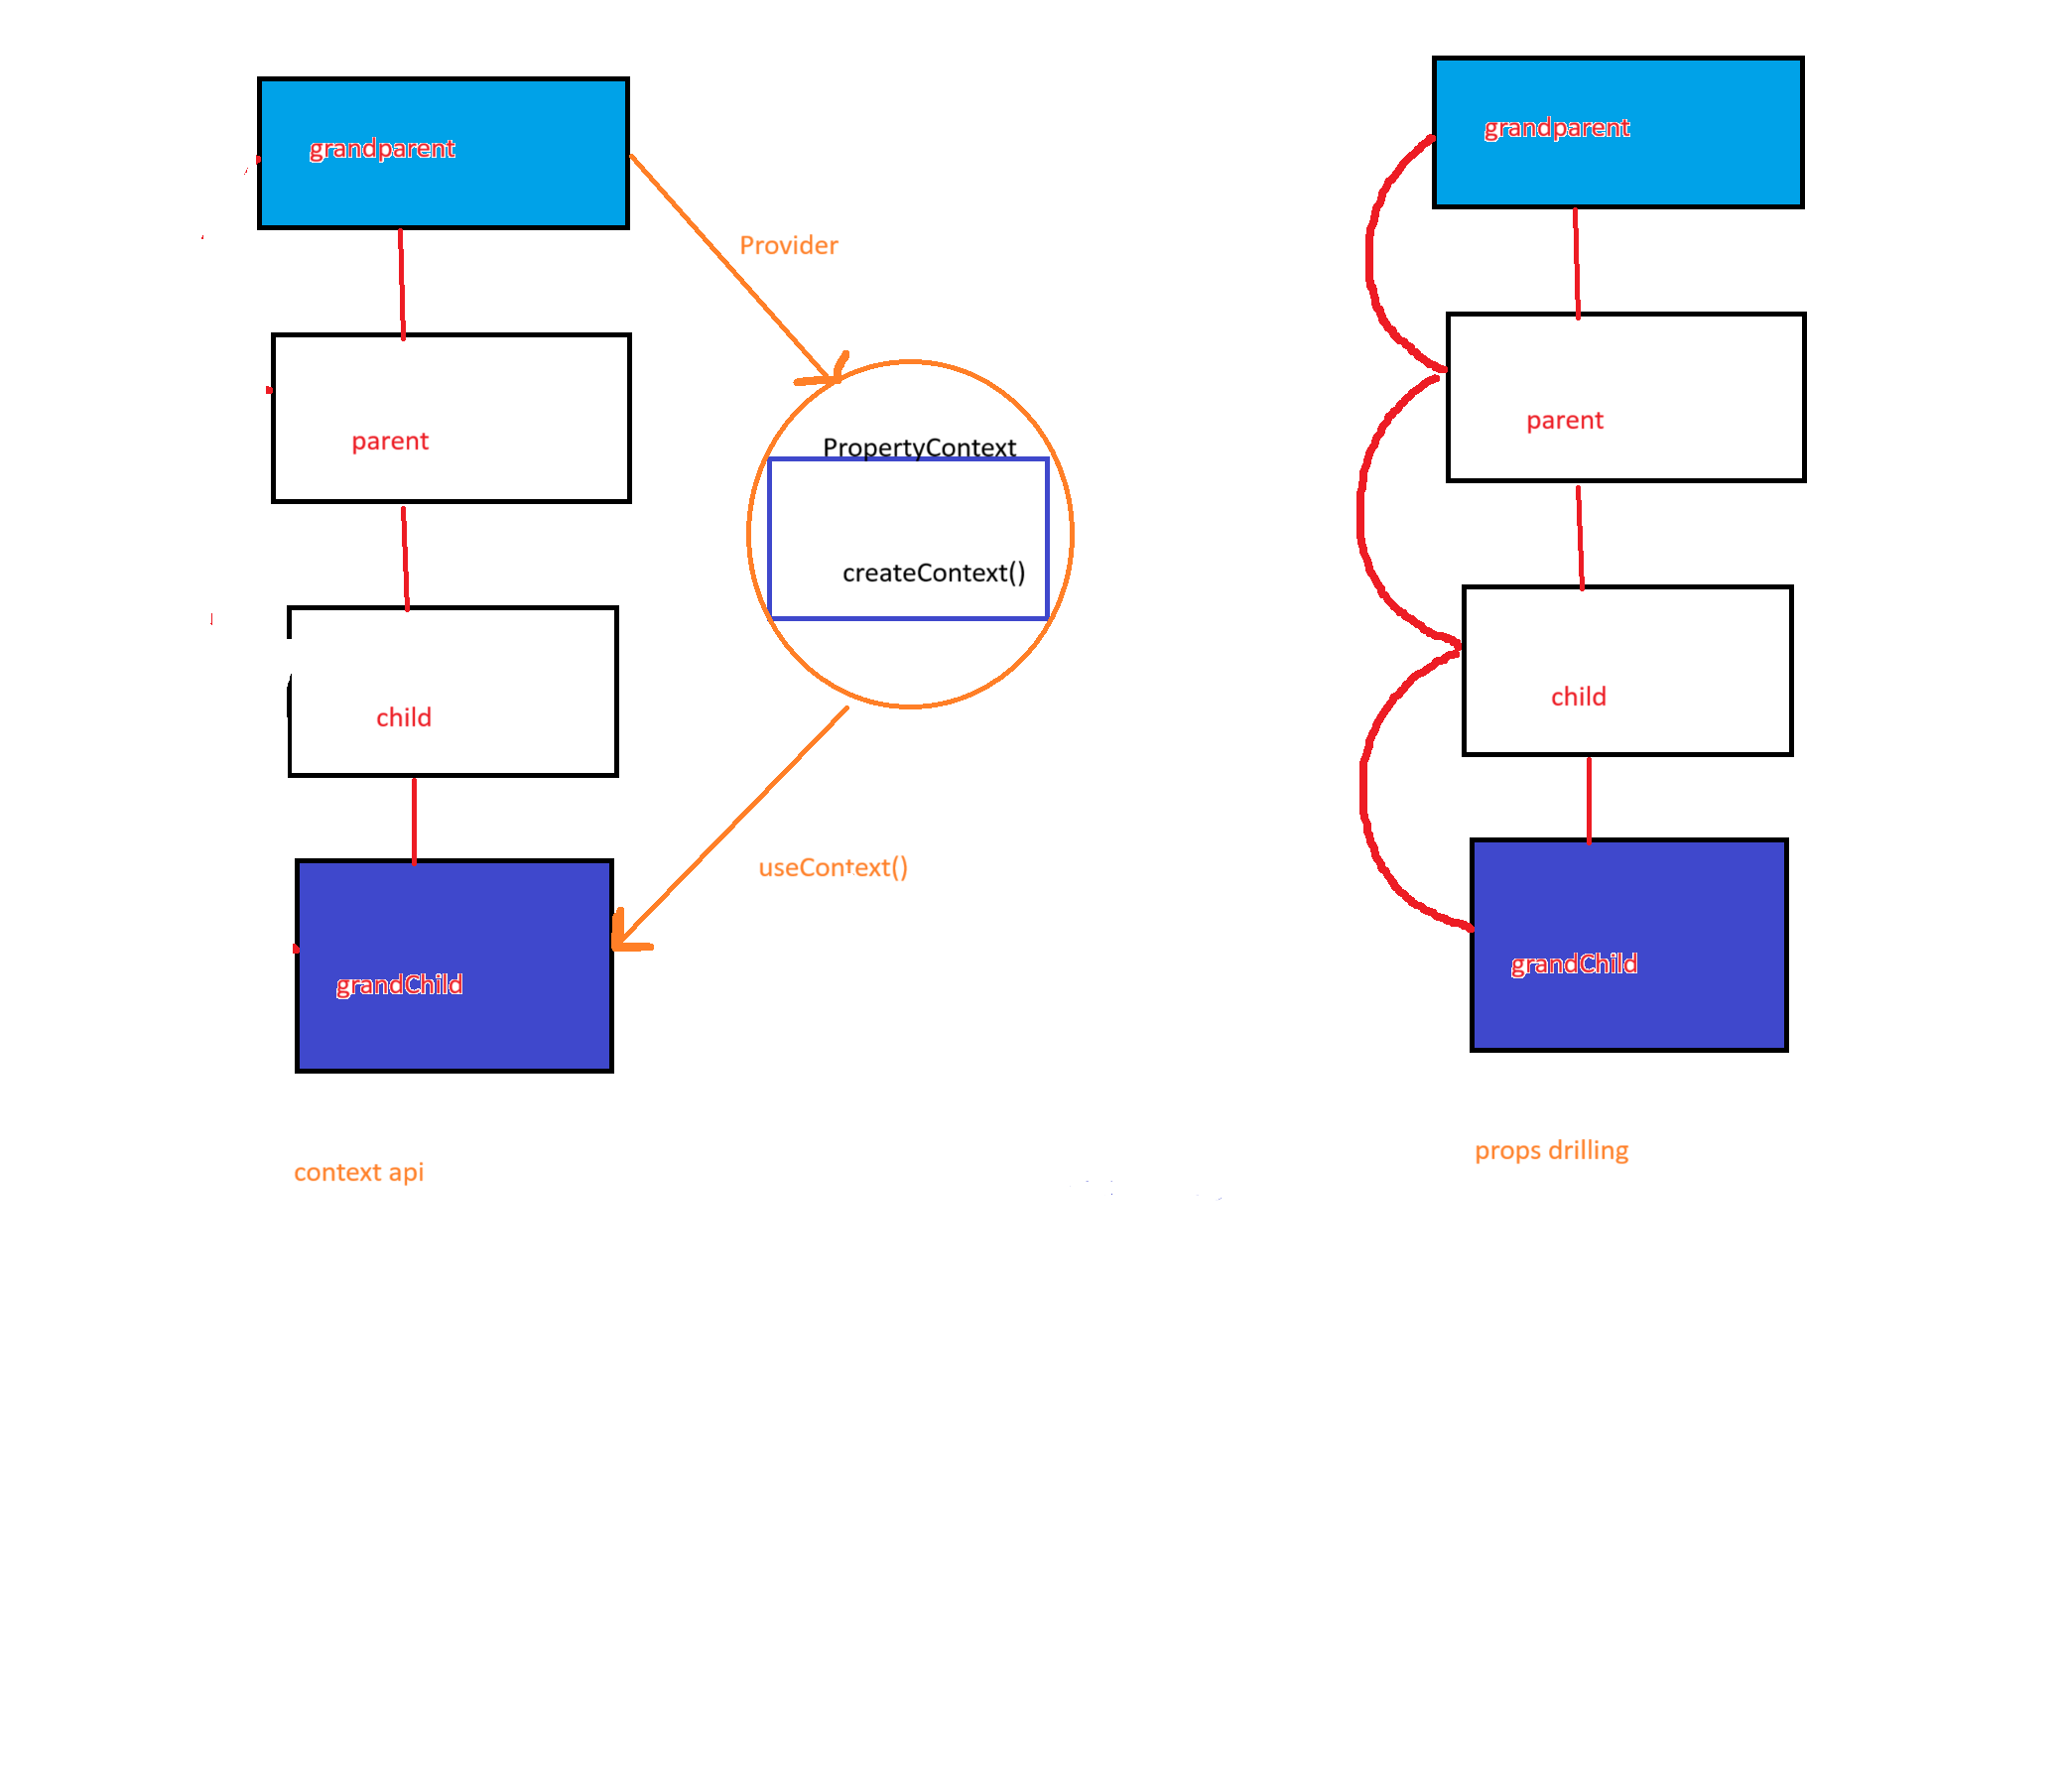 grandparent
Provider
parent
PropertyContext
createContext()
child
useContext()
grandChild
context api
grandparent
parent
child
grandChild
props drilling